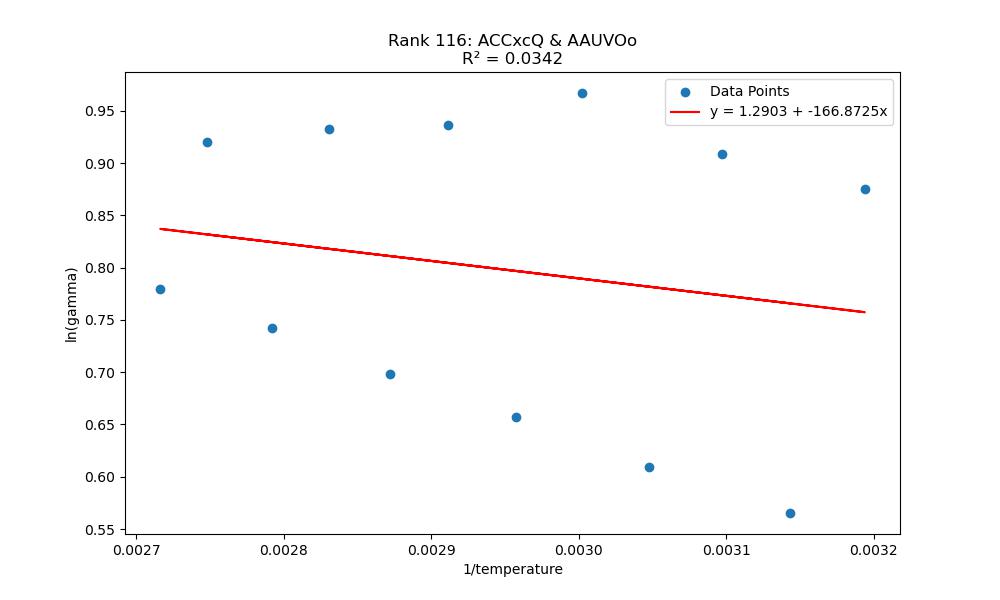 Rank 116: ACCxcQ & AAUVOo
R² = 0.0342
Data Points
y = 1.2903 + -166.8725x
ln(gamma)
0.95
0.90
0.85
0.80
0.75
0.70
0.65
0.60
0.55
0.0027 0.0028 0.0029 0.0030 0.0031 0.0032
1/temperature